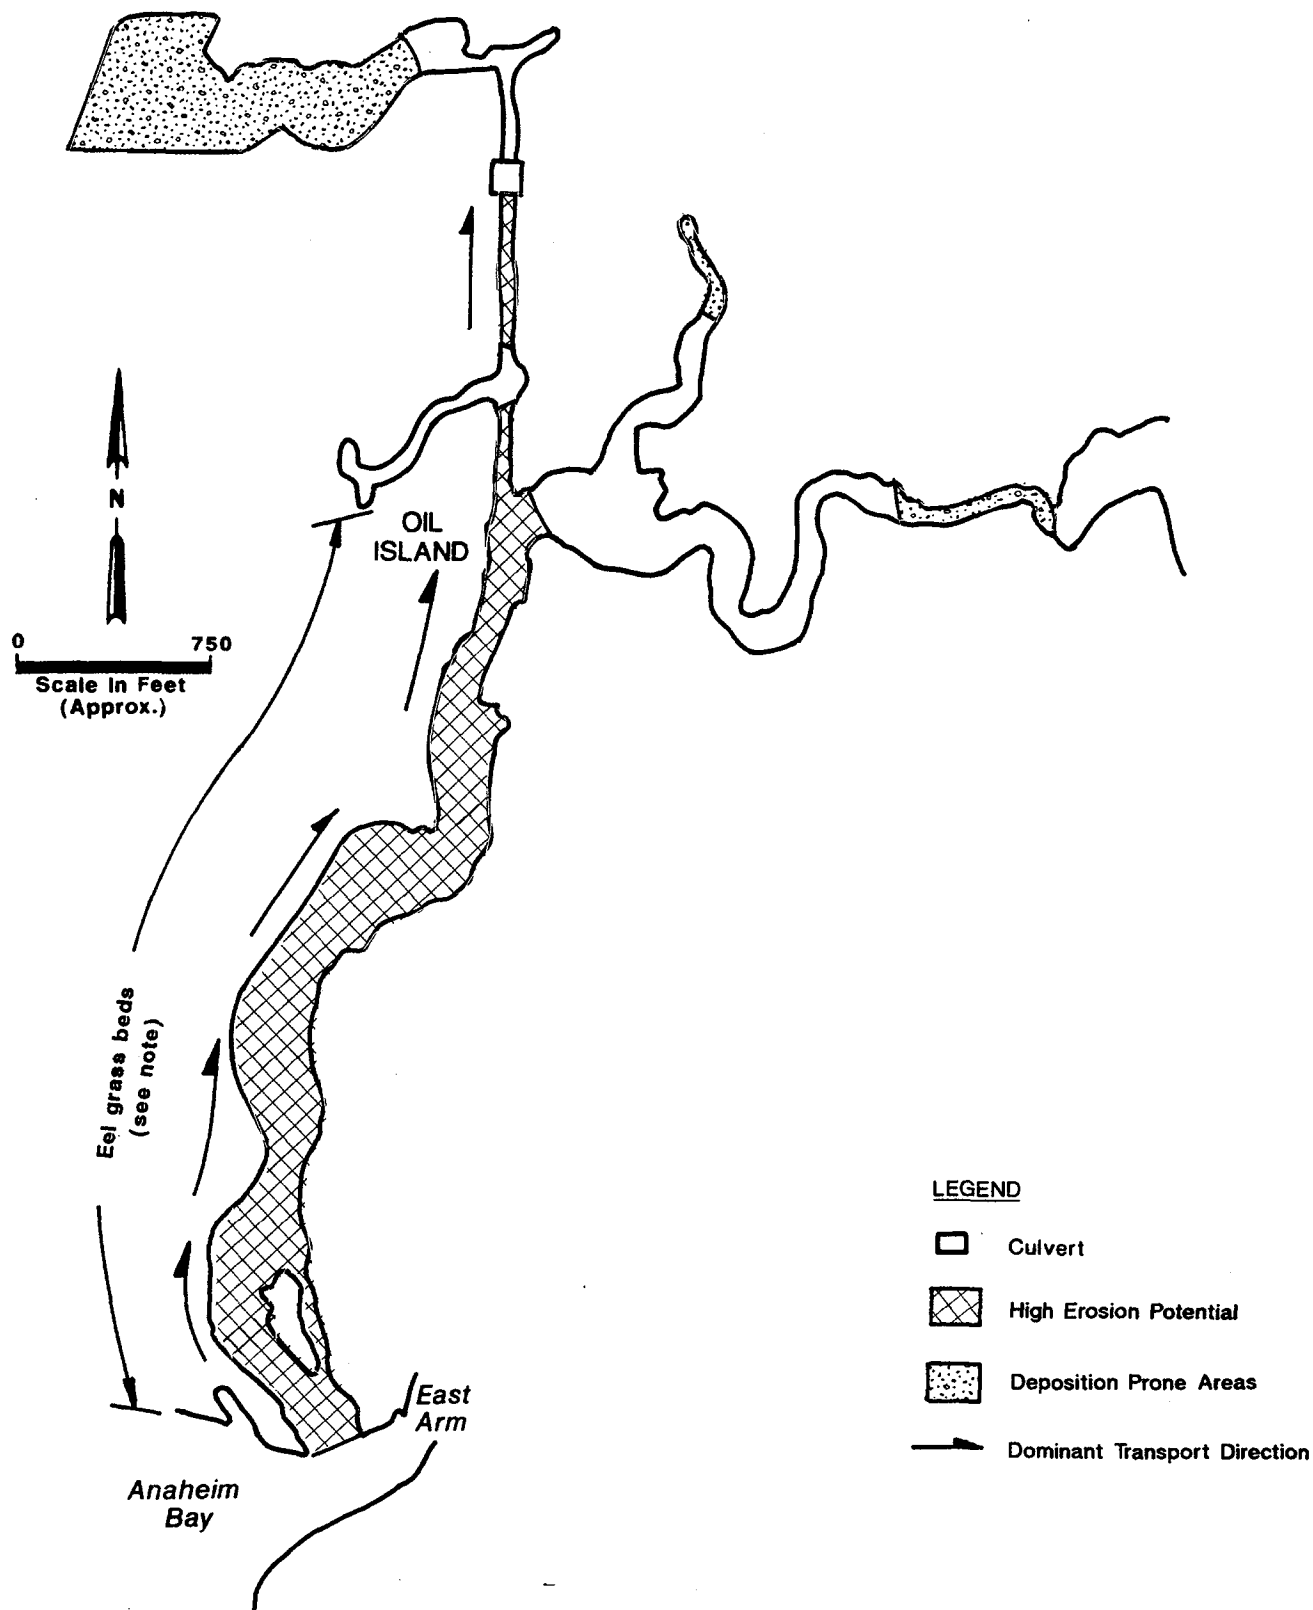 N
OIL
ISLAND
0 750
Scale In Feet
(Approx.)
Eel grass beds
(see note)
East
Arm
Anaheim
Bay
LEGEND
Culvert
High Erosion Potential
Deposition Prone Areas
Dominant Transport Direction